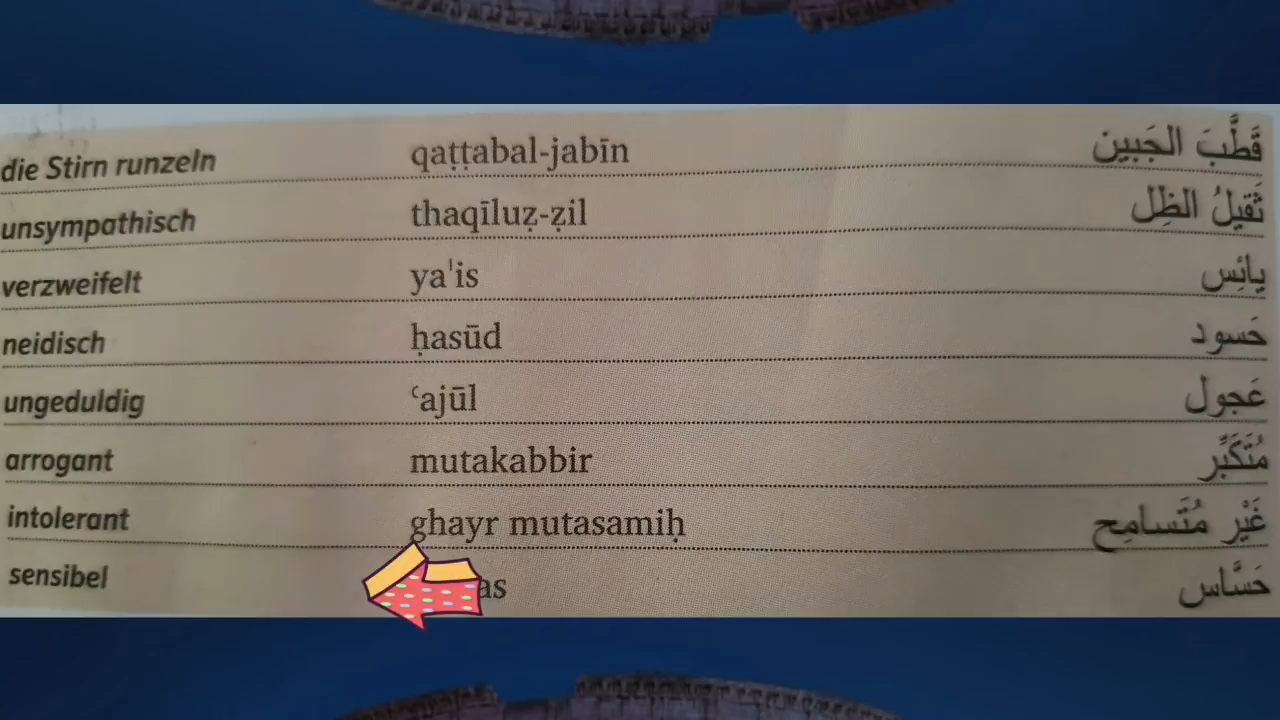 die Stirn runzeln qaṭṭabal-jabīn قَطَّبَ الجَبين
unsympathisch thaqīluẓ-ẓil ثَقيلُ الظِل
verzweifelt ya'is يائِس
neidisch ḥasūd حَسود
ungeduldig ʿajūl عَجول
arrogant mutakabbir مُتَكَبِّر
intolerant ghayr mutasamiḥ غَيْر مُتَسامِح
sensibel حَسَّاس